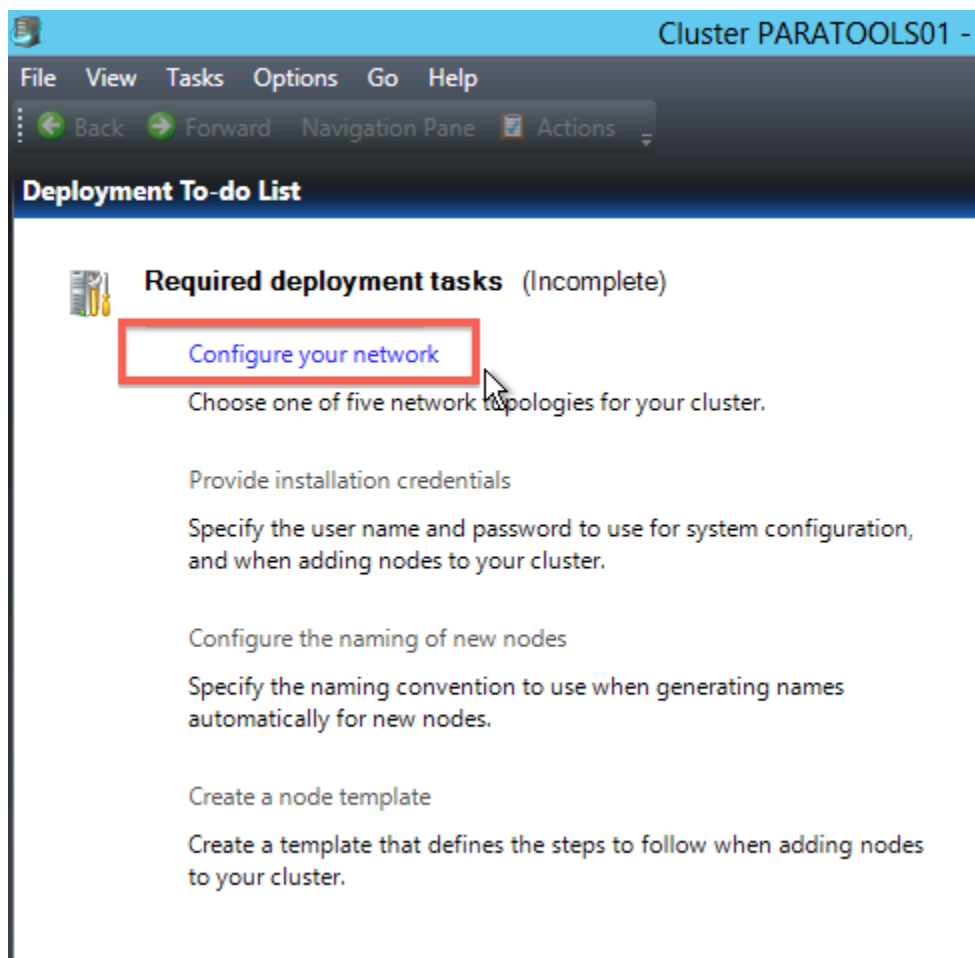 Cluster PARATOOLS01 -
File View Tasks Options Go Help
Back Forward Navigation Pane Actions
Deployment To-do List
Required deployment tasks (Incomplete)
Configure your network
Choose one of five network topologies for your cluster.
Provide installation credentials
Specify the user name and password to use for system configuration,
and when adding nodes to your cluster.
Configure the naming of new nodes
Specify the naming convention to use when generating names
automatically for new nodes.
Create a node template
Create a template that defines the steps to follow when adding nodes
to your cluster.